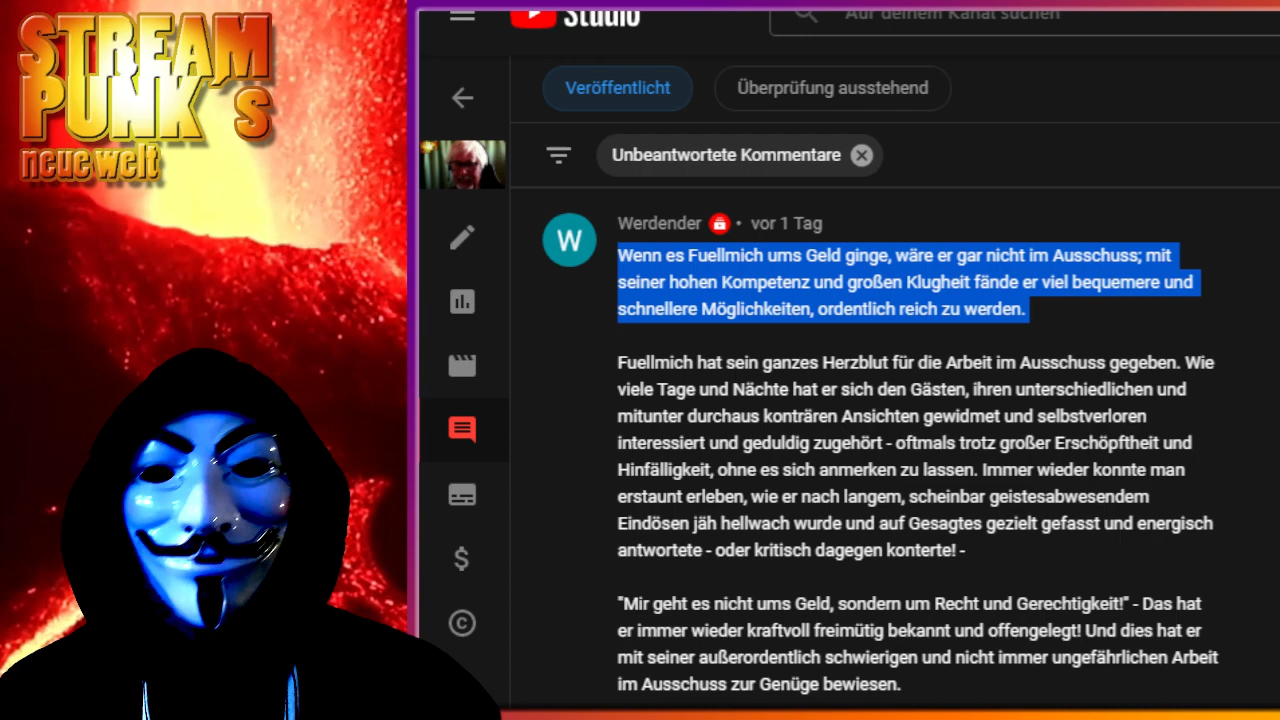 STREAM
PUNK´s
neue welt
Studio
Auf deinem Kanal suchen
Veröffentlicht
Überprüfung ausstehend
Unbeantwortete Kommentare
W
Werdender • vor 1 Tag
Wenn es Fuellmich ums Geld ginge, wäre er gar nicht im Ausschuss; mit
seiner hohen Kompetenz und großen Klugheit fände er viel bequemere und
schnellere Möglichkeiten, ordentlich reich zu werden.
Fuellmich hat sein ganzes Herzblut für die Arbeit im Ausschuss gegeben. Wie
viele Tage und Nächte hat er sich den Gästen, ihren unterschiedlichen und
mitunter durchaus konträren Ansichten gewidmet und selbstverloren
interessiert und geduldig zugehört - oftmals trotz großer Erschöpftheit und
Hinfälligkeit, ohne es sich anmerken zu lassen. Immer wieder konnte man
erstaunt erleben, wie er nach langem, scheinbar geistesabwesendem
Eindösen jäh hellwach wurde und auf Gesagtes gezielt gefasst und energisch
antwortete - oder kritisch dagegen konterte! -
"Mir geht es nicht ums Geld, sondern um Recht und Gerechtigkeit!" - Das hat
er immer wieder kraftvoll freimütig bekannt und offengelegt! Und dies hat er
mit seiner außerordentlich schwierigen und nicht immer ungefährlichen Arbeit
im Ausschuss zur Genüge bewiesen.